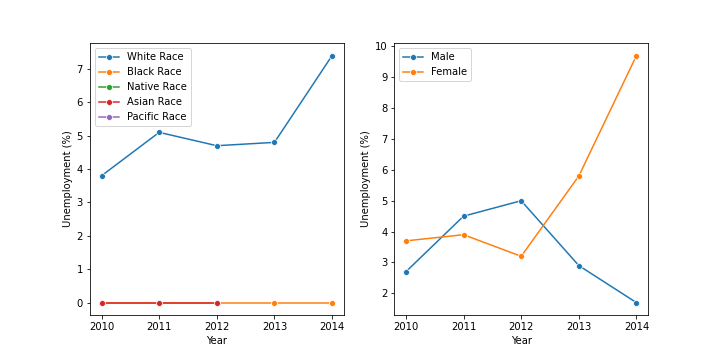 White Race
Black Race
Native Race
Asian Race
Pacific Race
Unemployment (%)
7
6
5
4
3
2
1
0
2010 2011 2012 2013 2014
Year
Male
Female
Unemployment (%)
10
9
8
7
6
5
4
3
2
2010 2011 2012 2013 2014
Year